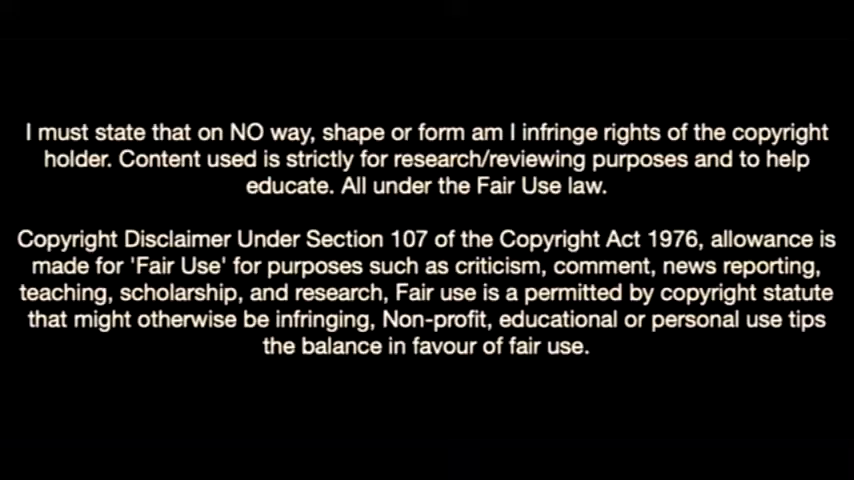 I must state that on NO way, shape or form am I infringe rights of the copyright
holder. Content used is strictly for research/reviewing purposes and to help
educate. All under the Fair Use law.
Copyright Disclaimer Under Section 107 of the Copyright Act 1976, allowance is
made for 'Fair Use' for purposes such as criticism, comment, news reporting,
teaching, scholarship, and research, Fair use is a permitted by copyright statute
that might otherwise be infringing, Non-profit, educational or personal use tips
the balance in favour of fair use.